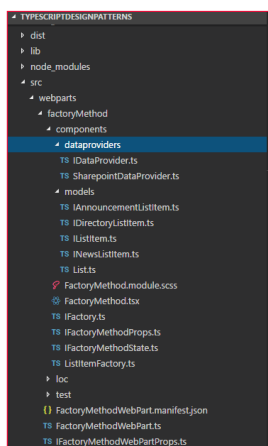 TYPESCRIPTDESIGNPATTERNS
dist
lib
node_modules
src
webparts
factoryMethod
components
dataproviders
TS IDataProvider.ts
TS SharepointDataProvider.ts
models
TS IAnnouncementListItem.ts
TS IDirectoryListItem.ts
TS IListItem.ts
TS INewsListItem.ts
TS List.ts
FactoryMethod.module.scss
FactoryMethod.tsx
TS IFactory.ts
TS IFactoryMethodProps.ts
TS IFactoryMethodState.ts
TS ListItemFactory.ts
loc
test
{} FactoryMethodWebPart.manifest.json
TS FactoryMethodWebPart.ts
TS IFactoryMethodWebPartProps.ts